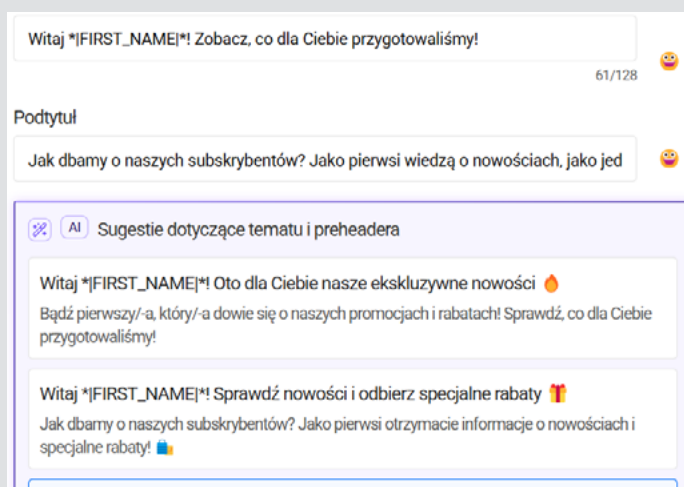 Witaj *|FIRST_NAME|*! Zobacz, co dla Ciebie przygotowaliśmy!
61/128
Podtytuł
Jak dbamy o naszych subskrybentów? Jako pierwsi wiedzą o nowościach, jako jed
AI Sugestie dotyczące tematu i preheadera
Witaj *|FIRST_NAME|*! Oto dla Ciebie nasze ekskluzywne nowości 🔥
Bądź pierwszy/-a, który/-a dowie się o naszych promocjach i rabatach! Sprawdź, co dla Ciebie
przygotowaliśmy!
Witaj *|FIRST_NAME|*! Sprawdź nowości i odbierz specjalne rabaty 🎁
Jak dbamy o naszych subskrybentów? Jako pierwsi otrzymacie informacje o nowościach i
specjalne rabaty! 🛍️